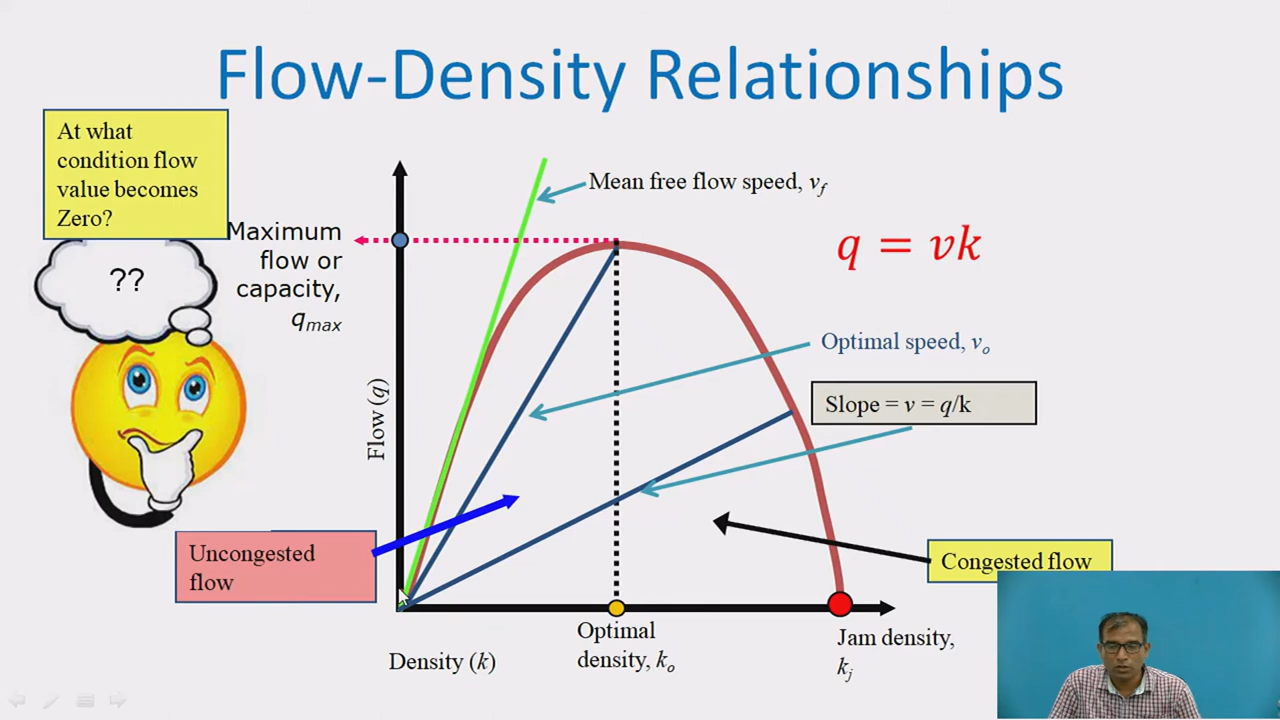 Flow-Density Relationships
At what
condition flow
value becomes
Zero?
??
Maximum
flow or
capacity,
qmax
Mean free flow speed, vf
q = vk
Optimal speed, vo
Slope = v = q/k
Flow (q)
Uncongested
flow
Congested flow
Density (k)
Optimal
density, ko
Jam density,
kj